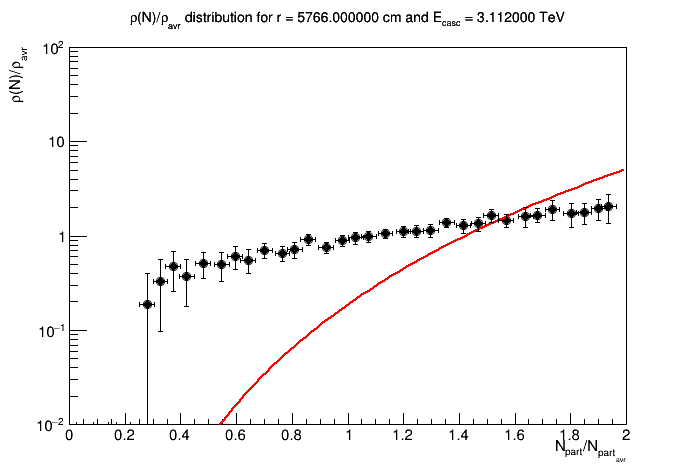 ρ(N)/ρavr distribution for r = 5766.000000 cm and Ecasc = 3.112000 TeV
ρ(N)/ρavr
10²
10
1
10⁻¹
10⁻²
0 0.2 0.4 0.6 0.8 1 1.2 1.4 1.6 1.8 2
Npart/Npartavr